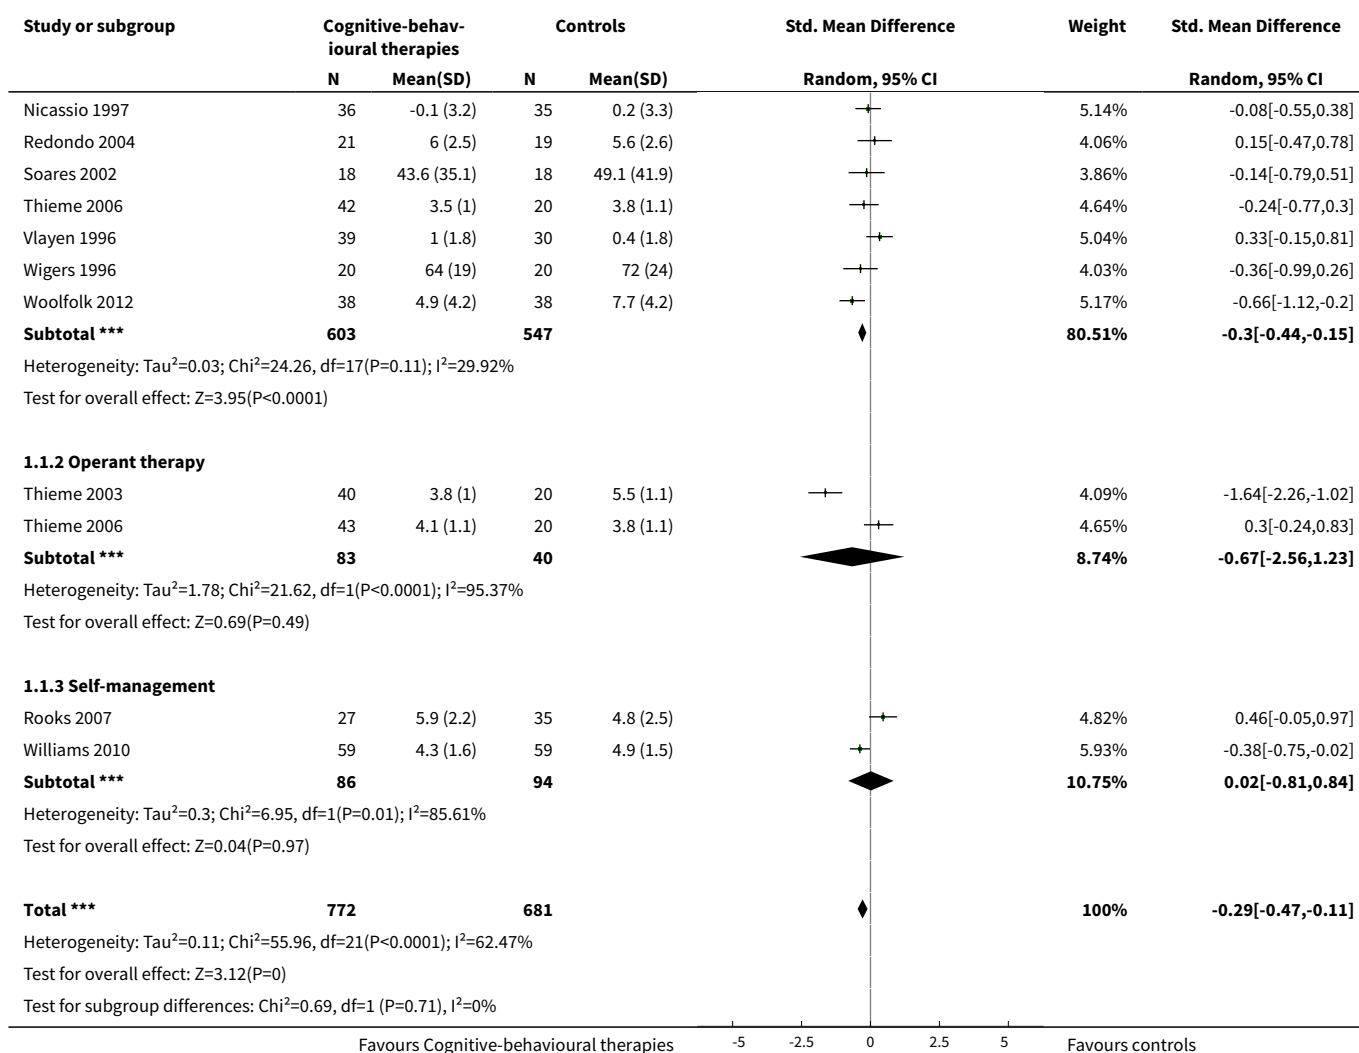 Study or subgroup Cognitive-behav- Controls Std. Mean Difference Weight Std. Mean Difference
ioural therapies
N Mean(SD) N Mean(SD) Random, 95% CI Random, 95% CI
Nicassio 1997 36 -0.1 (3.2) 35 0.2 (3.3) 5.14% -0.08[-0.55,0.38]
Redondo 2004 21 6 (2.5) 19 5.6 (2.6) 4.06% 0.15[-0.47,0.78]
Soares 2002 18 43.6 (35.1) 18 49.1 (41.9) 3.86% -0.14[-0.79,0.51]
Thieme 2006 42 3.5 (1) 20 3.8 (1.1) 4.64% -0.24[-0.77,0.3]
Vlayen 1996 39 1 (1.8) 30 0.4 (1.8) 5.04% 0.33[-0.15,0.81]
Wigers 1996 20 64 (19) 20 72 (24) 4.03% -0.36[-0.99,0.26]
Woolfolk 2012 38 4.9 (4.2) 38 7.7 (4.2) 5.17% -0.66[-1.12,-0.2]
Subtotal *** 603 547 80.51% -0.3[-0.44,-0.15]
Heterogeneity: Tau²=0.03; Chi²=24.26, df=17(P=0.11); I²=29.92%
Test for overall effect: Z=3.95(P<0.0001)
1.1.2 Operant therapy
Thieme 2003 40 3.8 (1) 20 5.5 (1.1) 4.09% -1.64[-2.26,-1.02]
Thieme 2006 43 4.1 (1.1) 20 3.8 (1.1) 4.65% 0.3[-0.24,0.83]
Subtotal *** 83 40 8.74% -0.67[-2.56,1.23]
Heterogeneity: Tau²=1.78; Chi²=21.62, df=1(P<0.0001); I²=95.37%
Test for overall effect: Z=0.69(P=0.49)
1.1.3 Self-management
Rooks 2007 27 5.9 (2.2) 35 4.8 (2.5) 4.82% 0.46[-0.05,0.97]
Williams 2010 59 4.3 (1.6) 59 4.9 (1.5) 5.93% -0.38[-0.75,-0.02]
Subtotal *** 86 94 10.75% 0.02[-0.81,0.84]
Heterogeneity: Tau²=0.3; Chi²=6.95, df=1(P=0.01); I²=85.61%
Test for overall effect: Z=0.04(P=0.97)
Total *** 772 681 100% -0.29[-0.47,-0.11]
Heterogeneity: Tau²=0.11; Chi²=55.96, df=21(P<0.0001); I²=62.47%
Test for overall effect: Z=3.12(P=0)
Test for subgroup differences: Chi²=0.69, df=1 (P=0.71), I²=0%
Favours Cognitive-behavioural therapies -5 -2.5 0 2.5 5 Favours controls